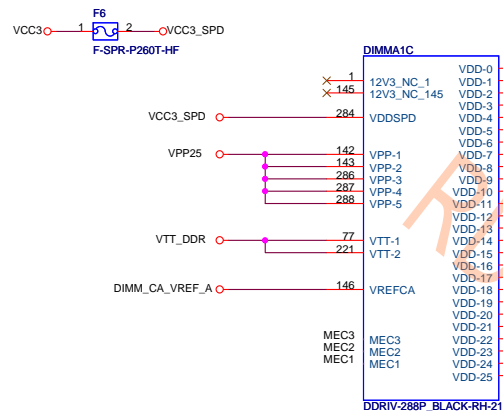 F6
VCC3 1 2 VCC3_SPD
F-SPR-P260T-HF
DIMMA1C
1 12V3_NC_1
145 12V3_NC_145
VCC3_SPD 284 VDDSPD
VPP25 142 VPP-1
143 VPP-2
286 VPP-3
287 VPP-4
288 VPP-5
VTT_DDR 77 VTT-1
221 VTT-2
DIMM_CA_VREF_A 146 VREFCA
MEC3 MEC3
MEC2 MEC2
MEC1 MEC1
VDD-0
VDD-1
VDD-2
VDD-3
VDD-4
VDD-5
VDD-6
VDD-7
VDD-8
VDD-9
VDD-10
VDD-11
VDD-12
VDD-13
VDD-14
VDD-15
VDD-16
VDD-17
VDD-18
VDD-19
VDD-20
VDD-21
VDD-22
VDD-23
VDD-24
VDD-25
DDRIV-288P_BLACK-RH-21